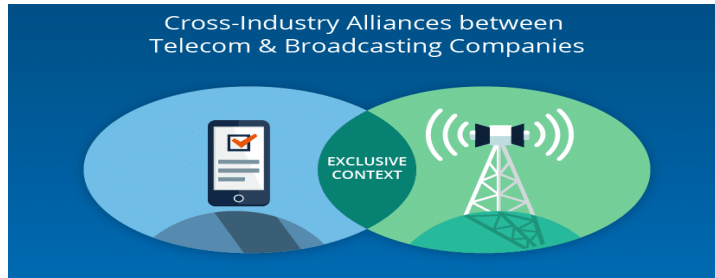 Cross-Industry Alliances between
Telecom & Broadcasting Companies
EXCLUSIVE
CONTEXT